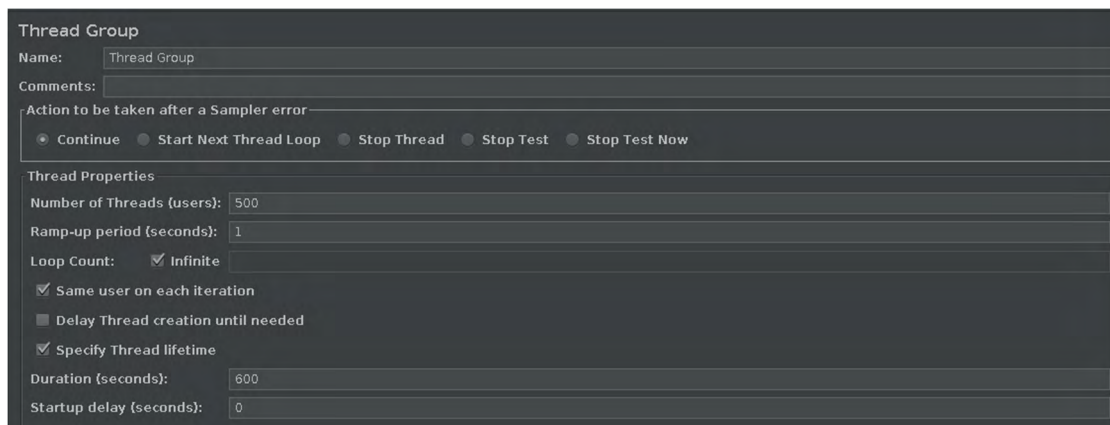 Thread Group
Name: Thread Group
Comments:
Action to be taken after a Sampler error
Continue Start Next Thread Loop Stop Thread Stop Test Stop Test Now
Thread Properties
Number of Threads (users): 500
Ramp-up period (seconds): 1
Loop Count: Infinite
Same user on each iteration
Delay Thread creation until needed
Specify Thread lifetime
Duration (seconds): 600
Startup delay (seconds): 0